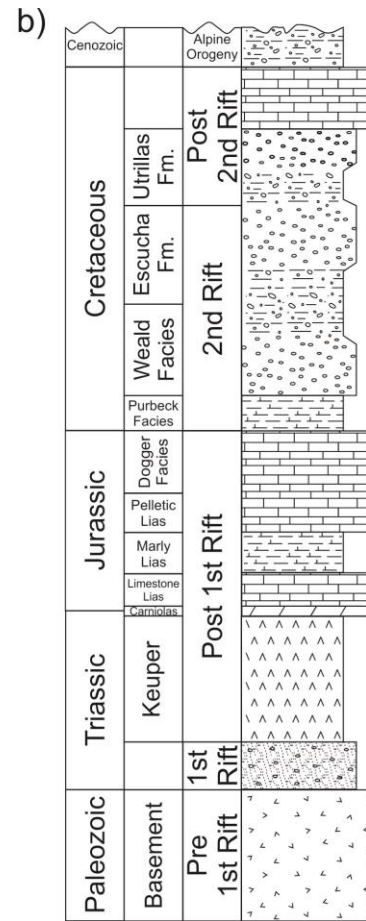 b)
Cenozoic
Alpine
Orogeny
Cretaceous
Utrillas
Fm.
Escucha
Fm.
Weald
Facies
Purbeck
Facies
Post
2nd Rift
2nd Rift
Jurassic
Dogger
Facies
Pelletic
Lias
Marly
Lias
Limestone
Lias
Carniolas
Post 1st Rift
Triassic
Keuper
1st
Rift
Paleozoic
Basement
Pre
1st Rift